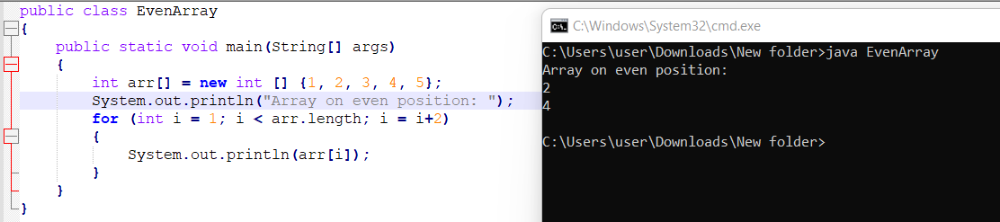 public class EvenArray
{
public static void main(String[] args)
{
int arr[] = new int [] {1, 2, 3, 4, 5};
System.out.println("Array on even position: ");
for (int i = 1; i < arr.length; i = i+2)
{
System.out.println(arr[i]);
}
}
}
C:\Windows\System32\cmd.exe
C:\Users\user\Downloads\New folder>java EvenArray
Array on even position:
2
4
C:\Users\user\Downloads\New folder>